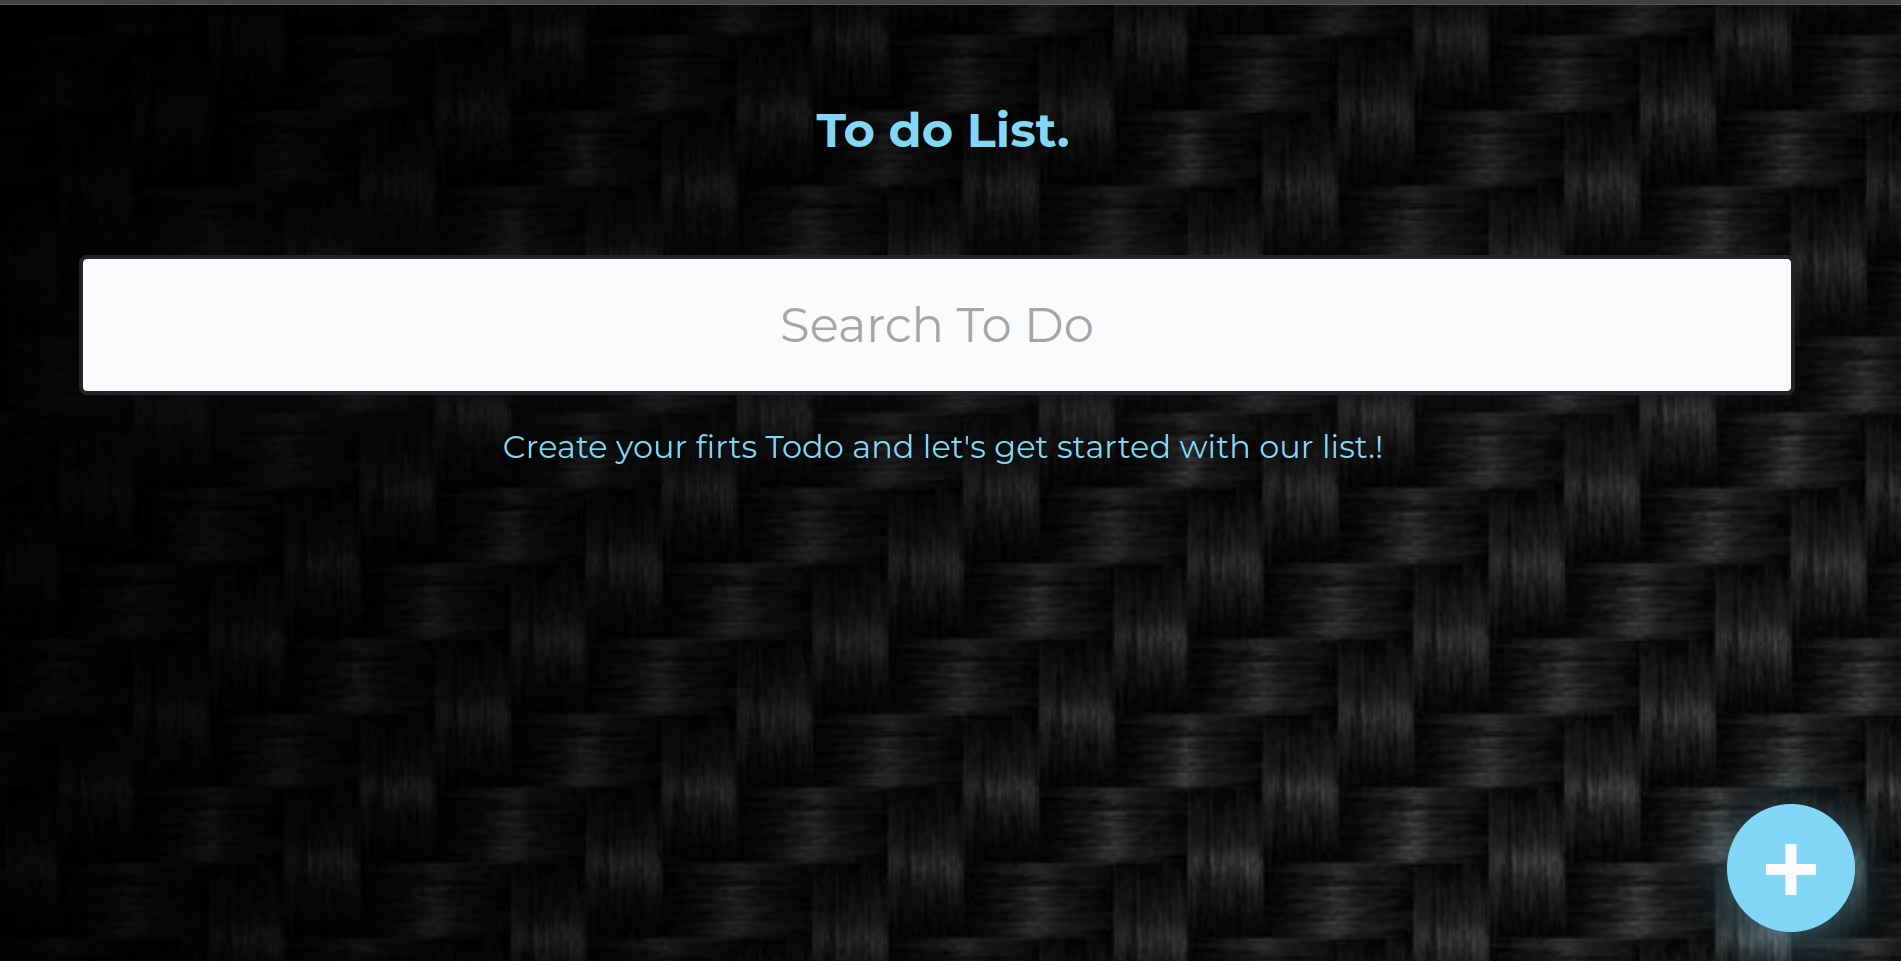 To do List.
Search To Do
Create your firts Todo and let's get started with our list.!
+